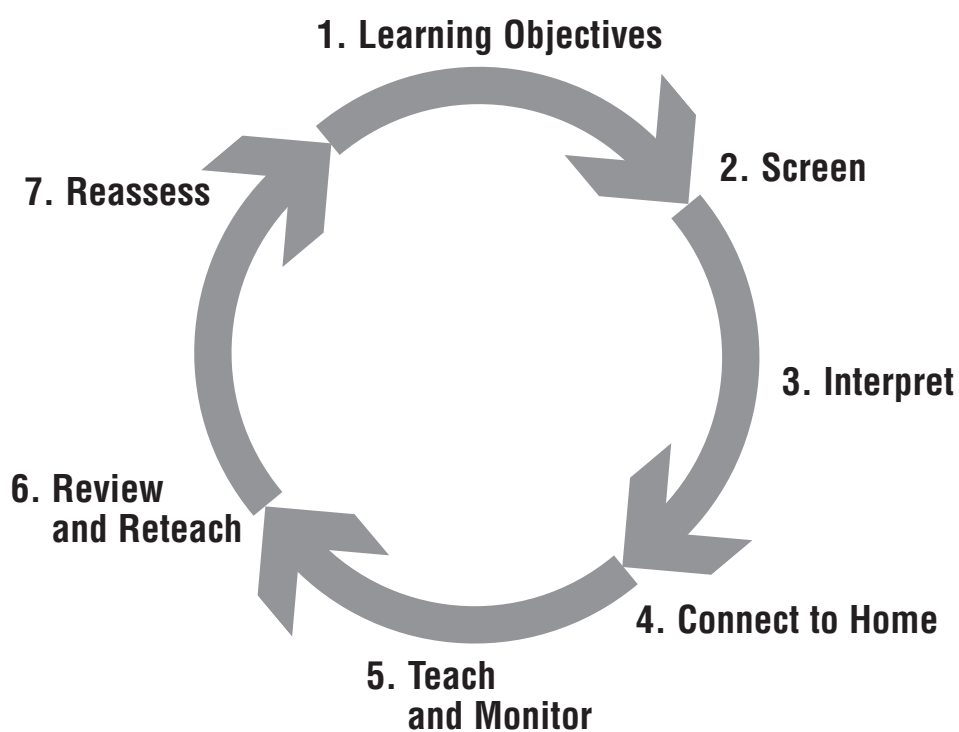 1. Learning Objectives
2. Screen
3. Interpret
4. Connect to Home
5. Teach
and Monitor
6. Review
and Reteach
7. Reassess